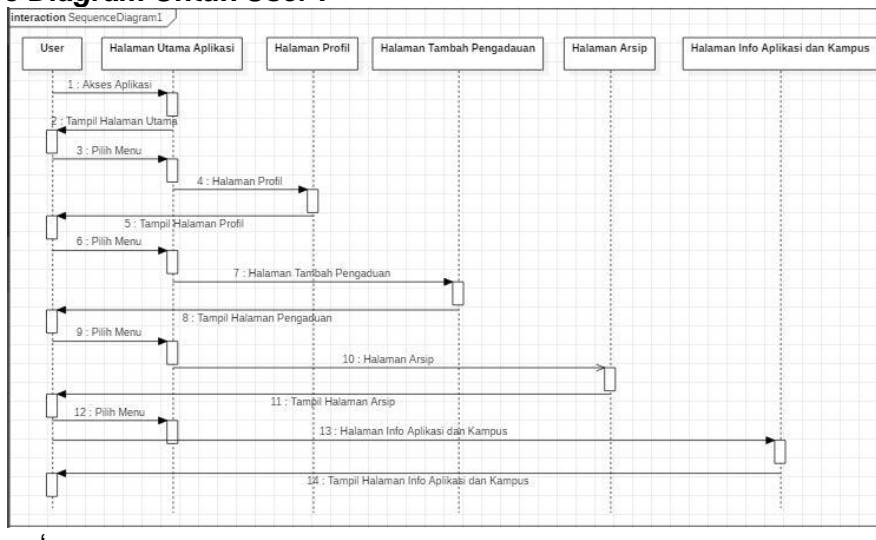 Diagram Untuk User
interaction SequenceDiagram1
User
Halaman Utama Aplikasi
Halaman Profil
Halaman Tambah Pengadauan
Halaman Arsip
Halaman Info Aplikasi dan Kampus
1 : Akses Aplikasi
2 : Tampil Halaman Utama
3 : Pilih Menu
4 : Halaman Profil
5 : Tampil Halaman Profil
6 : Pilih Menu
7 : Halaman Tambah Pengaduan
8 : Tampil Halaman Pengaduan
9 : Pilih Menu
10 : Halaman Arsip
11 : Tampil Halaman Arsip
12 : Pilih Menu
13 : Halaman Info Aplikasi dan Kampus
14 : Tampil Halaman Info Aplikasi dan Kampus